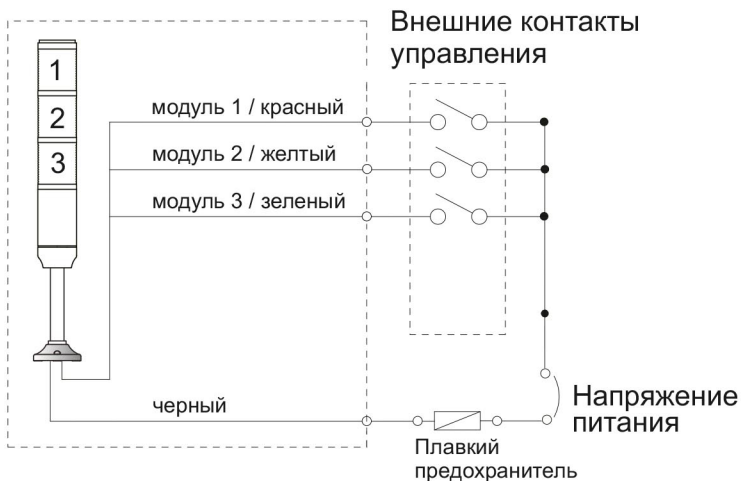 Внешние контакты
управления
1
2
3
модуль 1 / красный
модуль 2 / желтый
модуль 3 / зеленый
черный
Напряжение
питания
Плавкий
предохранитель